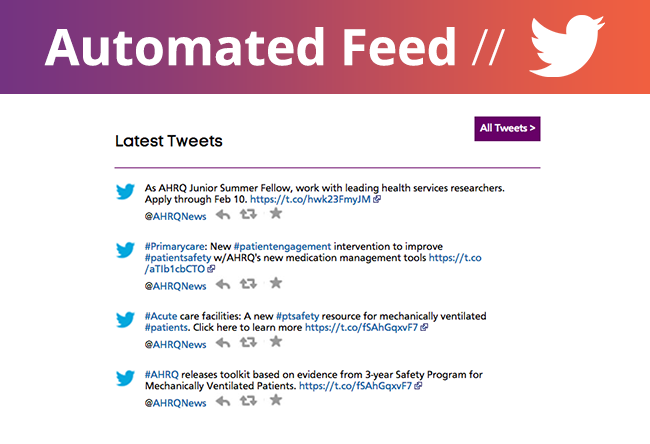 Automated Feed //
All Tweets >
Latest Tweets
As AHRQ Junior Summer Fellow, work with leading health services researchers.
Apply through Feb 10. https://t.co/hwk23FmyJM
@AHRQNews
#Primarycare: New #patientengagement intervention to improve
#patientsafety w/AHRQ's new medication management tools https://t.co
/aTIb1cbCTO
@AHRQNews
#Acute care facilities: A new #ptsafety resource for mechanically ventilated
#patients. Click here to learn more https://t.co/fSAhGqxvF7
@AHRQNews
#AHRQ releases toolkit based on evidence from 3-year Safety Program for
Mechanically Ventilated Patients. https://t.co/fSAhGqxvF7
@AHRQNews